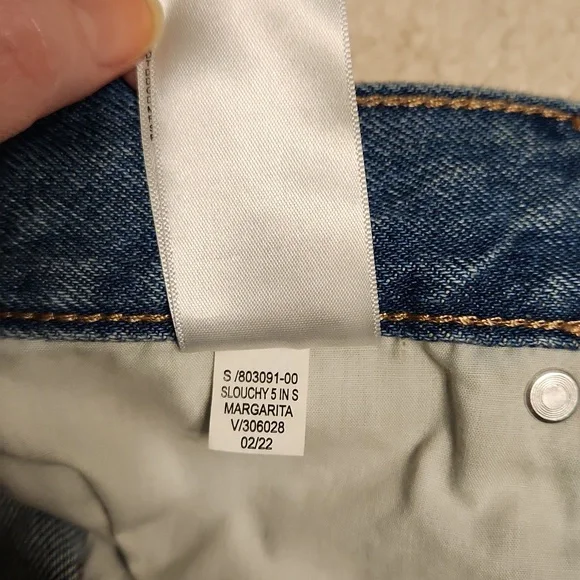 S /803091-00
SLOUCHY 5 IN S
MARGARITA
V/306028
02/22